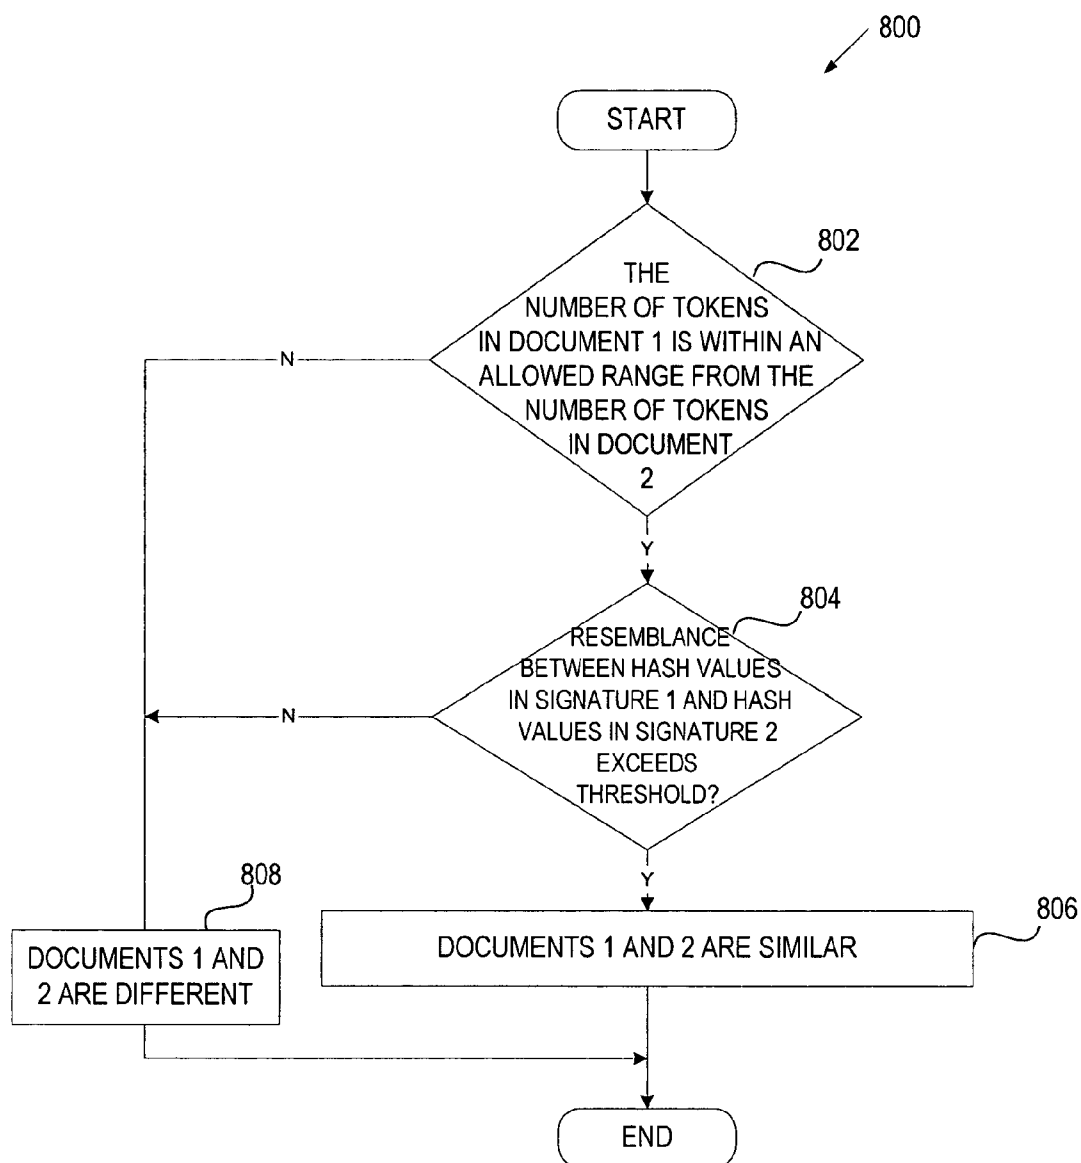 800
START
802
THE
NUMBER OF TOKENS
IN DOCUMENT 1 IS WITHIN AN
ALLOWED RANGE FROM THE
NUMBER OF TOKENS
IN DOCUMENT
2
N
Y
804
RESEMBLANCE
BETWEEN HASH VALUES
IN SIGNATURE 1 AND HASH
VALUES IN SIGNATURE 2
EXCEEDS
THRESHOLD?
N
Y
808
DOCUMENTS 1 AND
2 ARE DIFFERENT
806
DOCUMENTS 1 AND 2 ARE SIMILAR
END